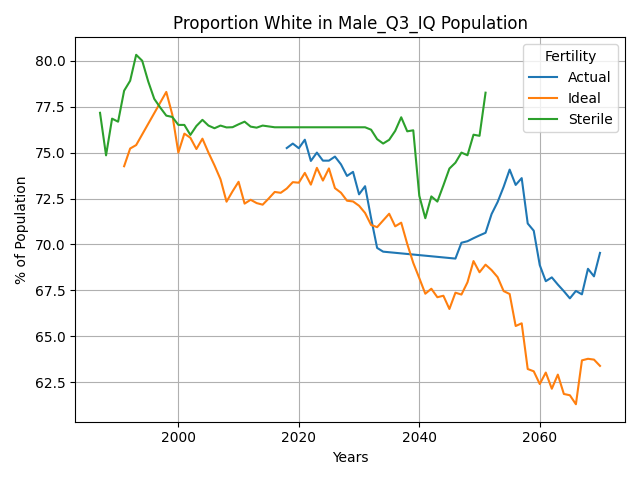 Proportion White in Male_Q3_IQ Population
Fertility
Actual
Ideal
Sterile
% of Population
80.0
77.5
75.0
72.5
70.0
67.5
65.0
62.5
2000
2020
2040
2060
Years